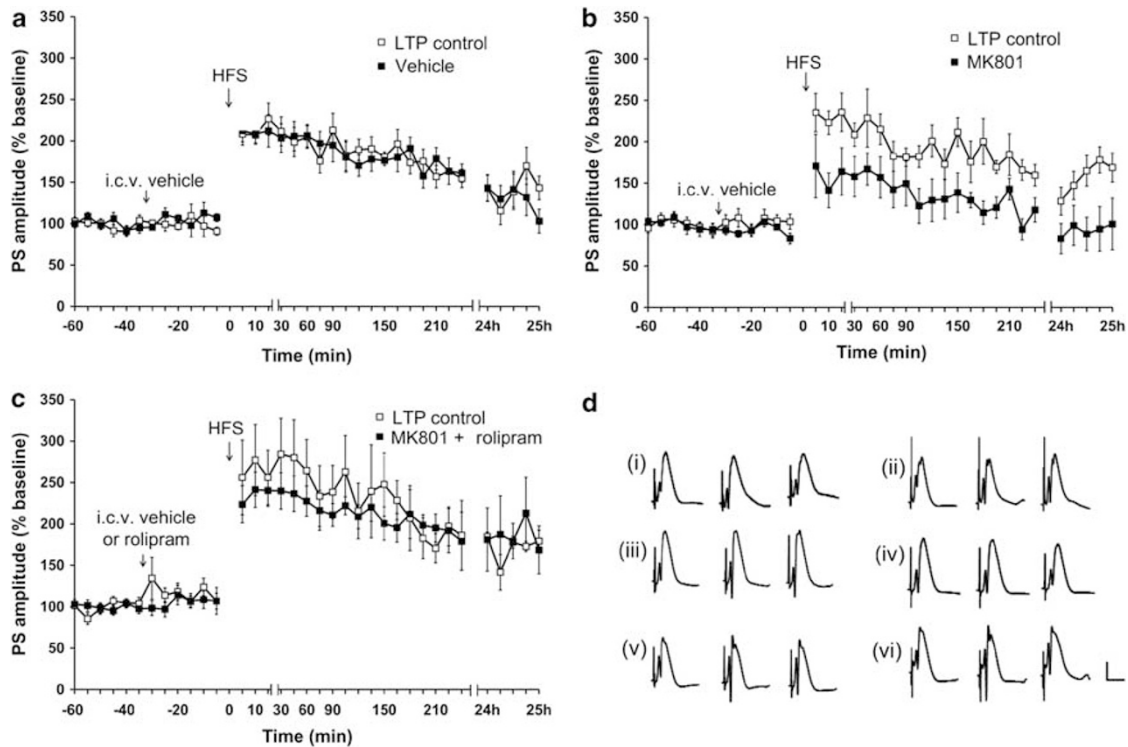 a
350
300
250
200
150
100
50
0
PS amplitude (% baseline)
LTP control
Vehicle
HFS
i.c.v. vehicle
-60 -40 -20 0 10 30 60 90 150 210 24h 25h
Time (min)
b
350
300
250
200
150
100
50
0
PS amplitude (% baseline)
LTP control
MK801
HFS
i.c.v. vehicle
-60 -40 -20 0 10 30 60 90 150 210 24h 25h
Time (min)
c
400
350
300
250
200
150
100
50
0
PS amplitude (% baseline)
LTP control
MK801 + rolipram
HFS
i.c.v. vehicle
or rolipram
-60 -40 -20 0 10 30 60 90 150 210 24h 25h
Time (min)
d
(i) (ii)
(iii) (iv)
(v) (vi)